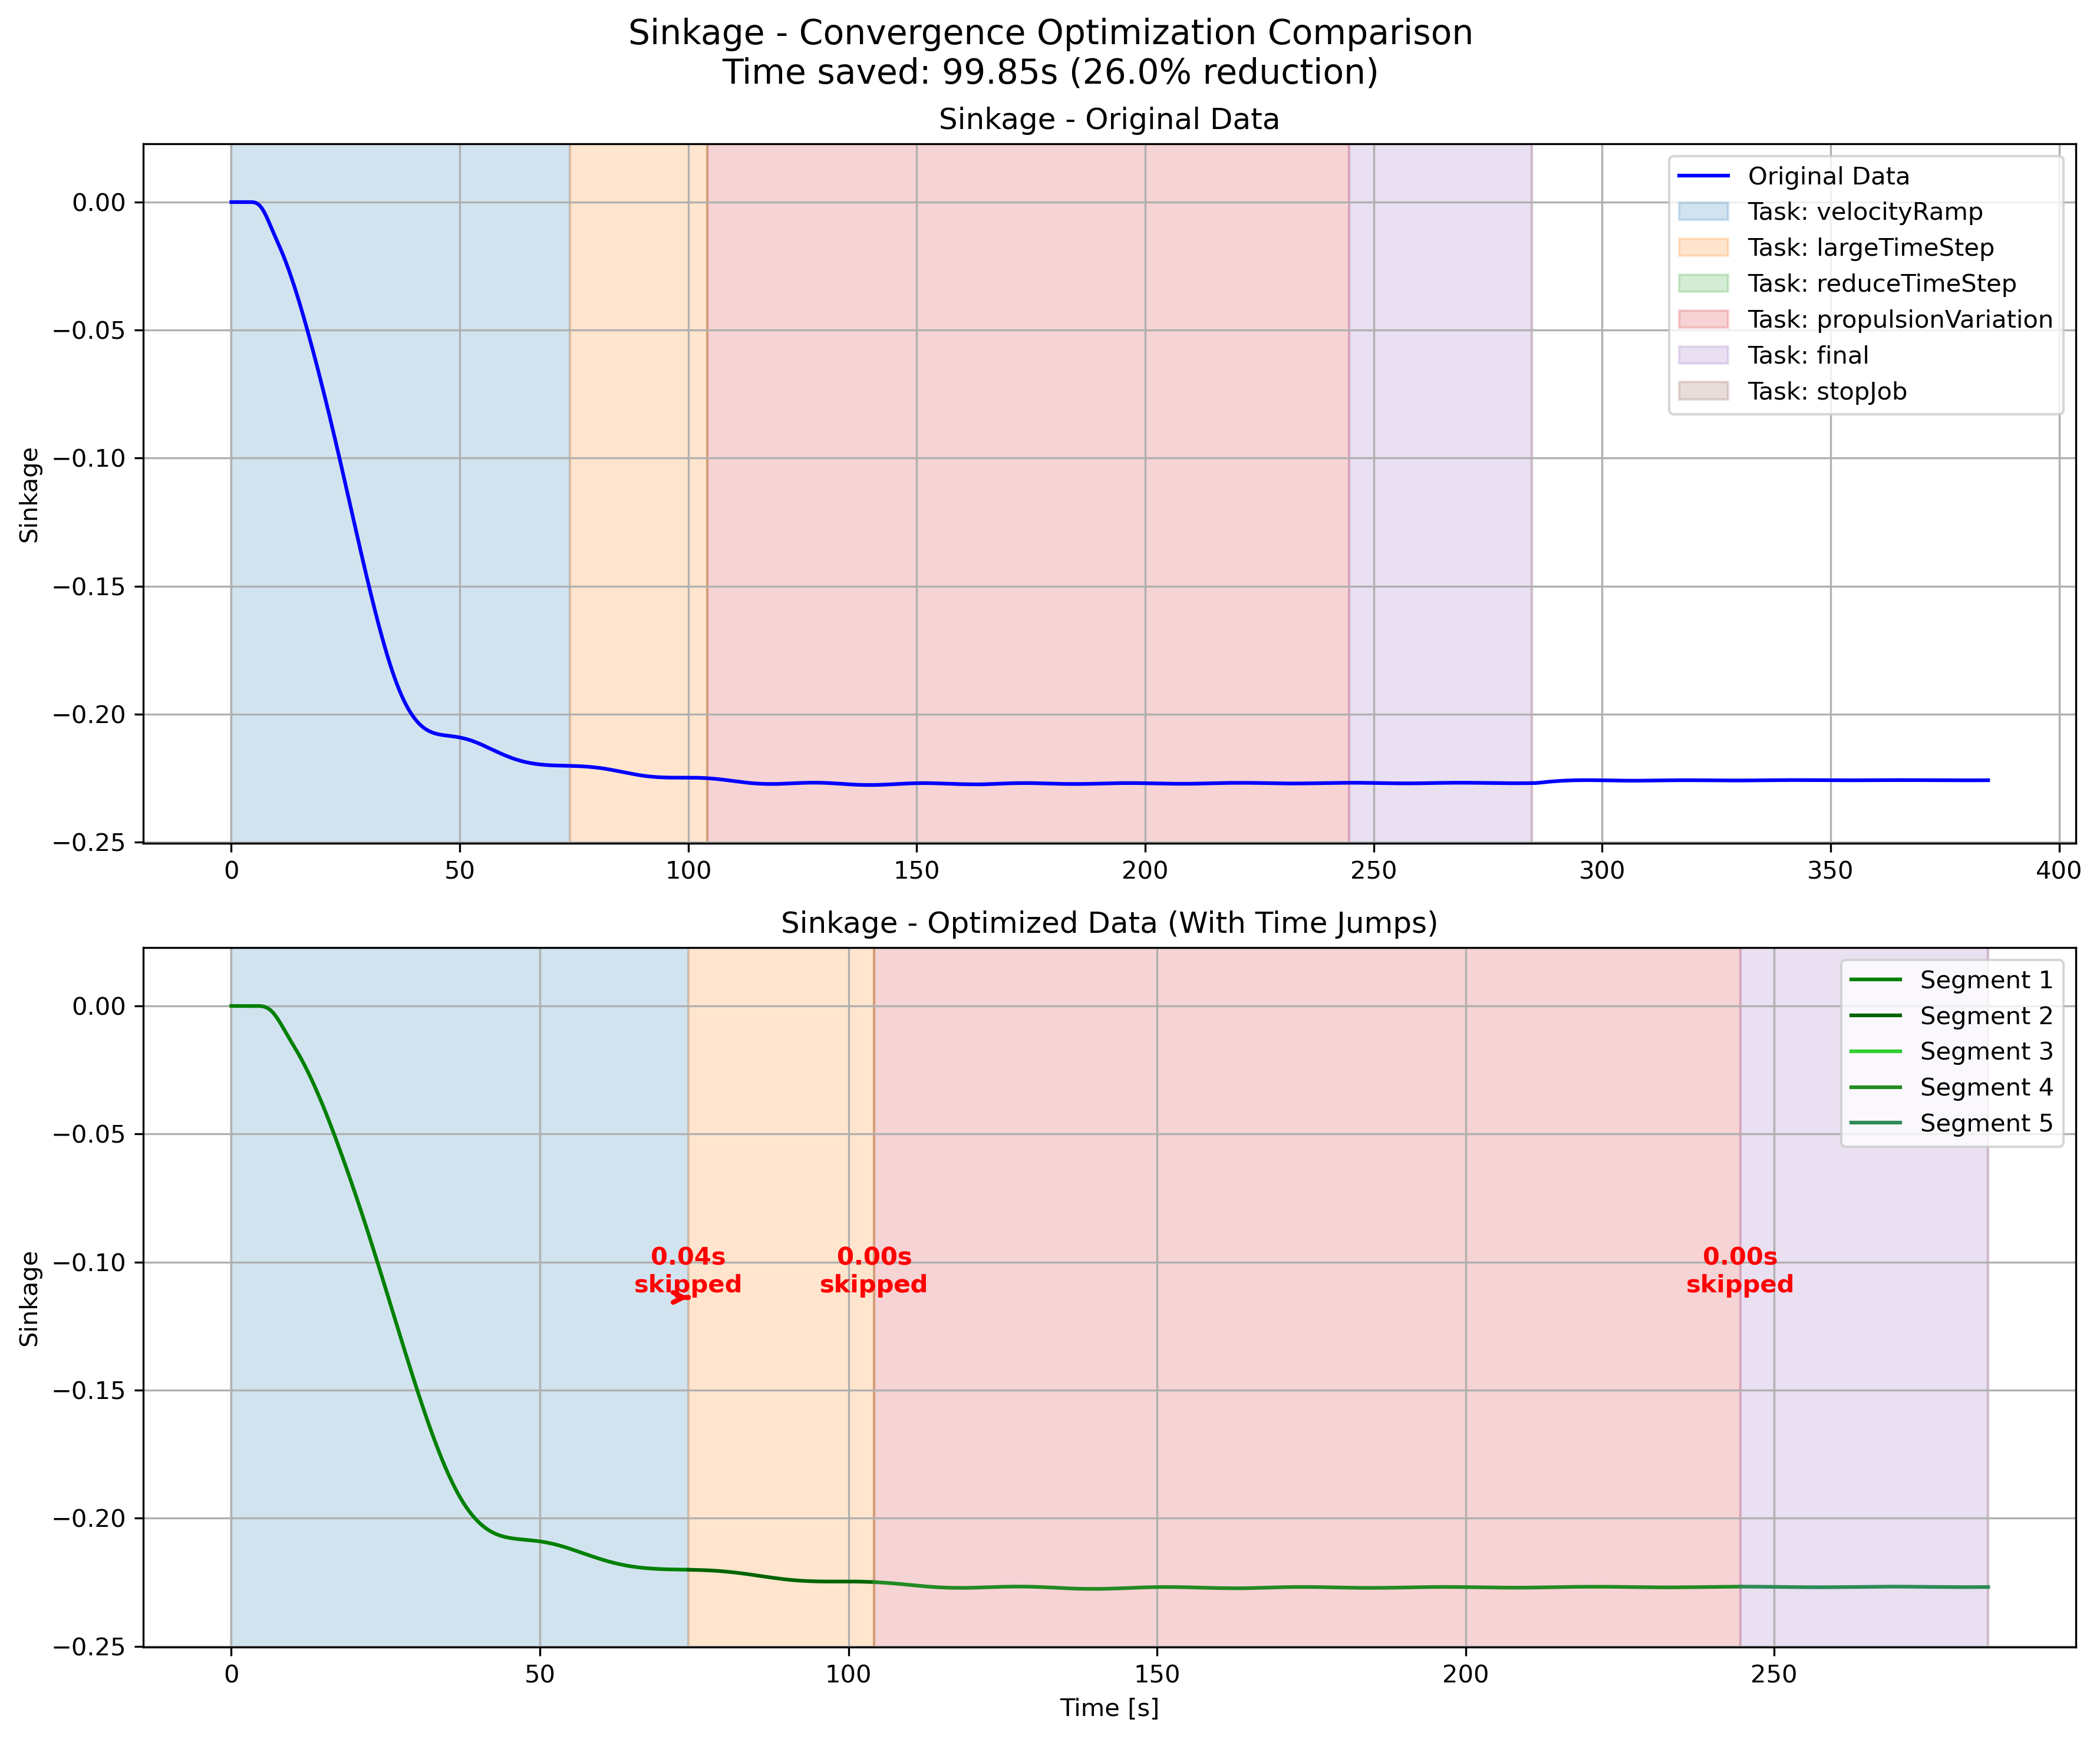 Sinkage - Convergence Optimization Comparison
Time saved: 99.85s (26.0% reduction)
Sinkage - Original Data
Sinkage
0.00
−0.05
−0.10
−0.15
−0.20
−0.25
0 50 100 150 200 250 300 350 400
Original Data
Task: velocityRamp
Task: largeTimeStep
Task: reduceTimeStep
Task: propulsionVariation
Task: final
Task: stopJob
Sinkage - Optimized Data (With Time Jumps)
Sinkage
0.00
−0.05
−0.10
−0.15
−0.20
−0.25
Segment 1
Segment 2
Segment 3
Segment 4
Segment 5
0.04s
skipped
0.00s
skipped
0.00s
skipped
0 50 100 150 200 250
Time [s]